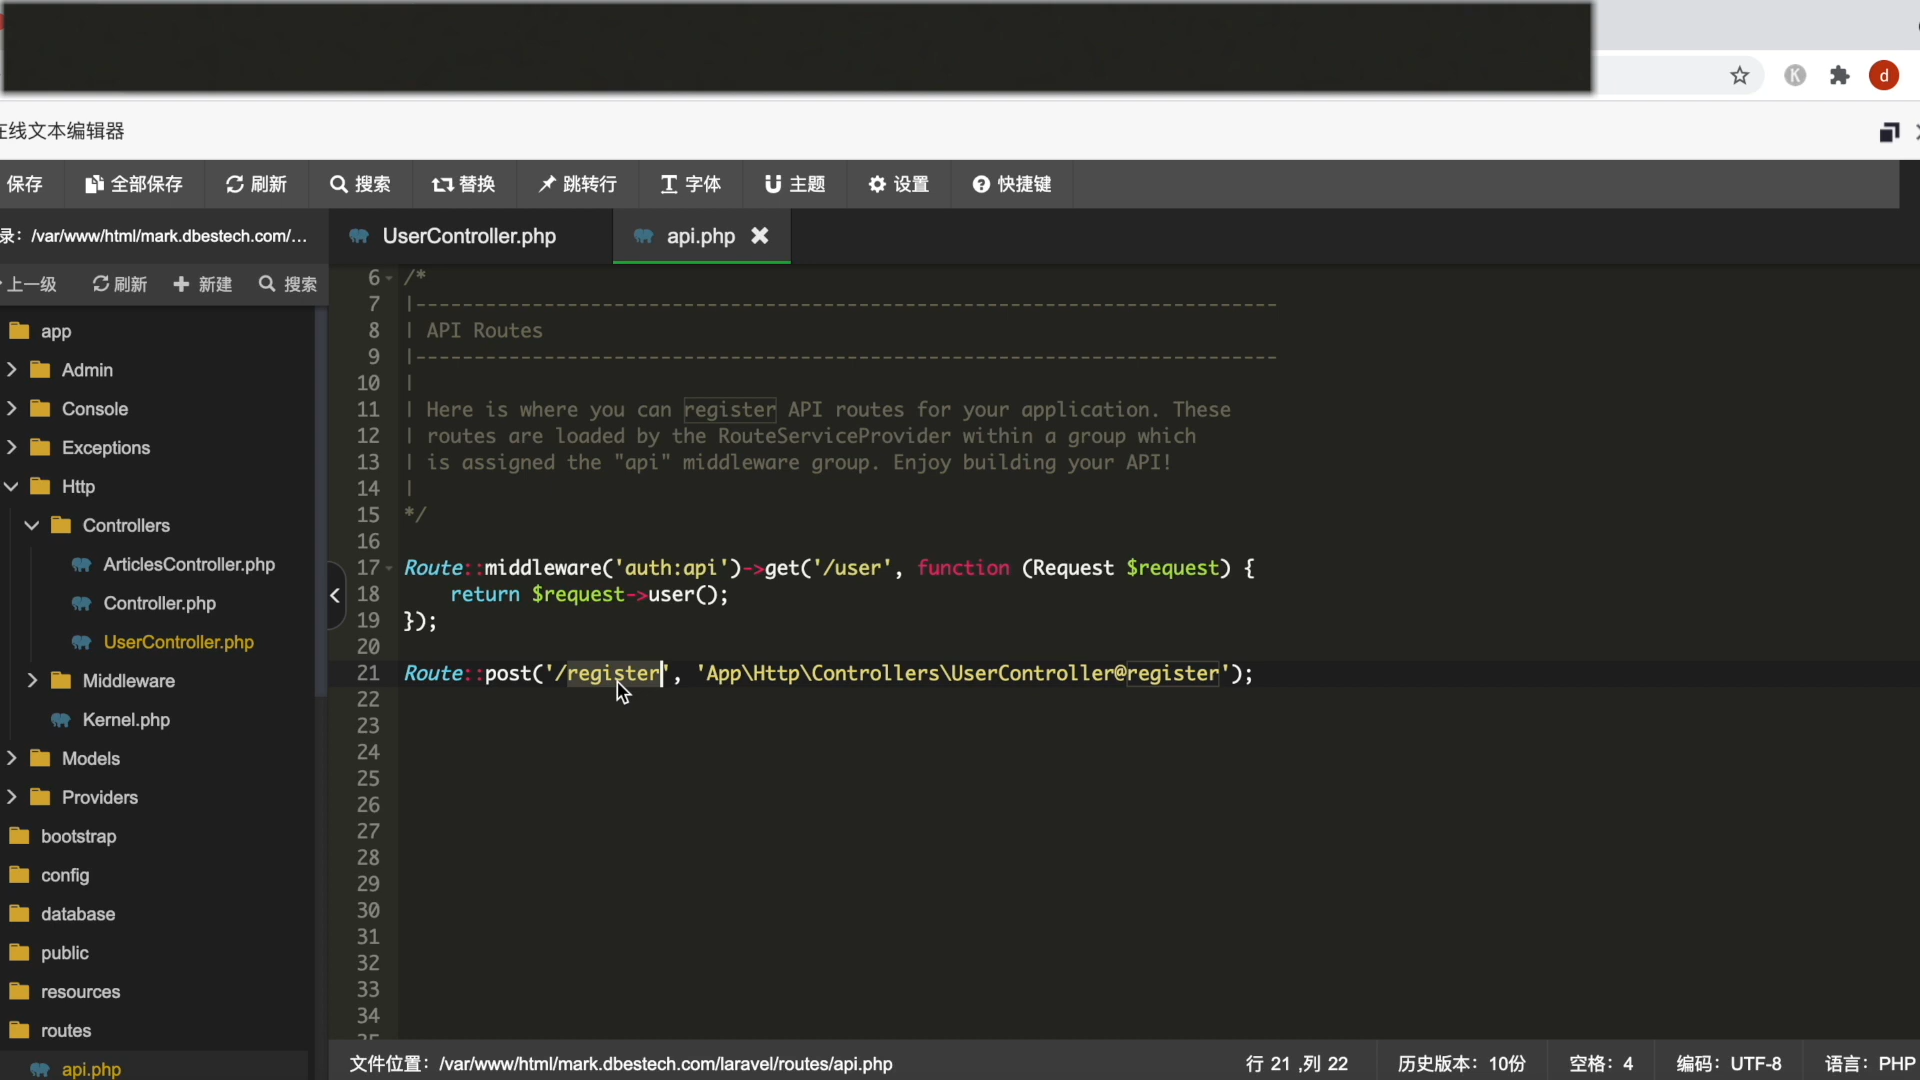 K
d
在线文本编辑器
保存 全部保存 刷新 搜索 替换 跳转行 字体 主题 设置 快捷键
录：/var/www/html/mark.dbestech.com/...
上一级 刷新 新建 搜索
app
Admin
Console
Exceptions
Http
Controllers
ArticlesController.php
Controller.php
UserController.php
Middleware
Kernel.php
Models
Providers
bootstrap
config
database
public
resources
routes
api.php
UserController.php api.php
6 /*
7 |--------------------------------------------------------------------------
8 | API Routes
9 |--------------------------------------------------------------------------
10 |
11 | Here is where you can register API routes for your application. These
12 | routes are loaded by the RouteServiceProvider within a group which
13 | is assigned the "api" middleware group. Enjoy building your API!
14 |
15 */
16
17 Route::middleware('auth:api')->get('/user', function (Request $request) {
18     return $request->user();
19 });
20
21 Route::post('/register', 'App\Http\Controllers\UserController@register');
22
23
24
25
26
27
28
29
30
31
32
33
34
文件位置：/var/www/html/mark.dbestech.com/laravel/routes/api.php 行 21 ,列 22 历史版本：10份 空格：4 编码：UTF-8 语言：PHP